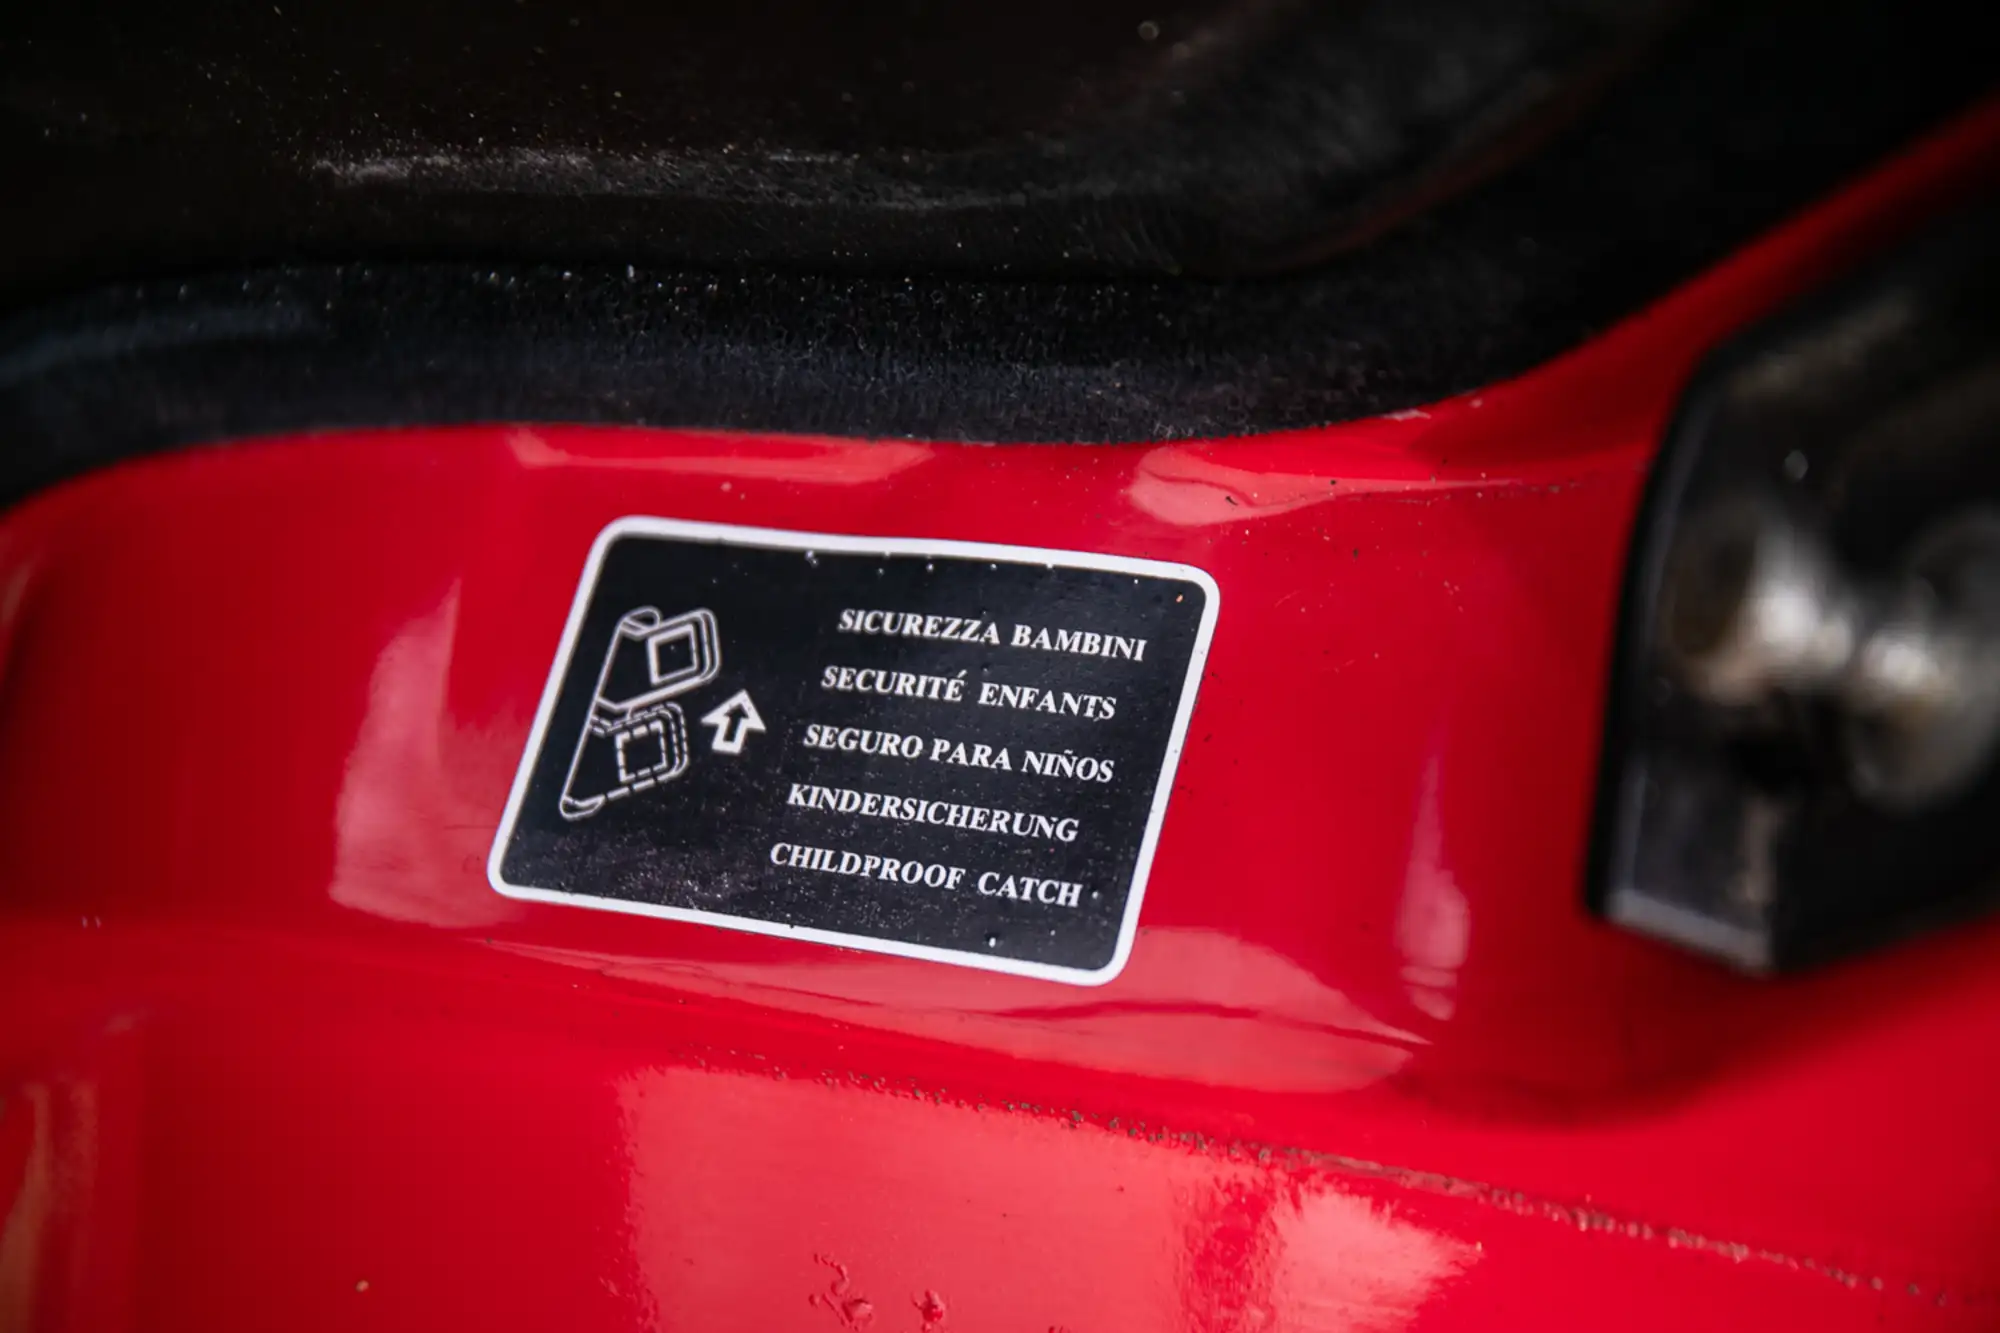 SICUREZZA BAMBINI
SECURITÉ ENFANTS
SEGURO PARA NIÑOS
KINDERSICHERUNG
CHILDPROOF CATCH